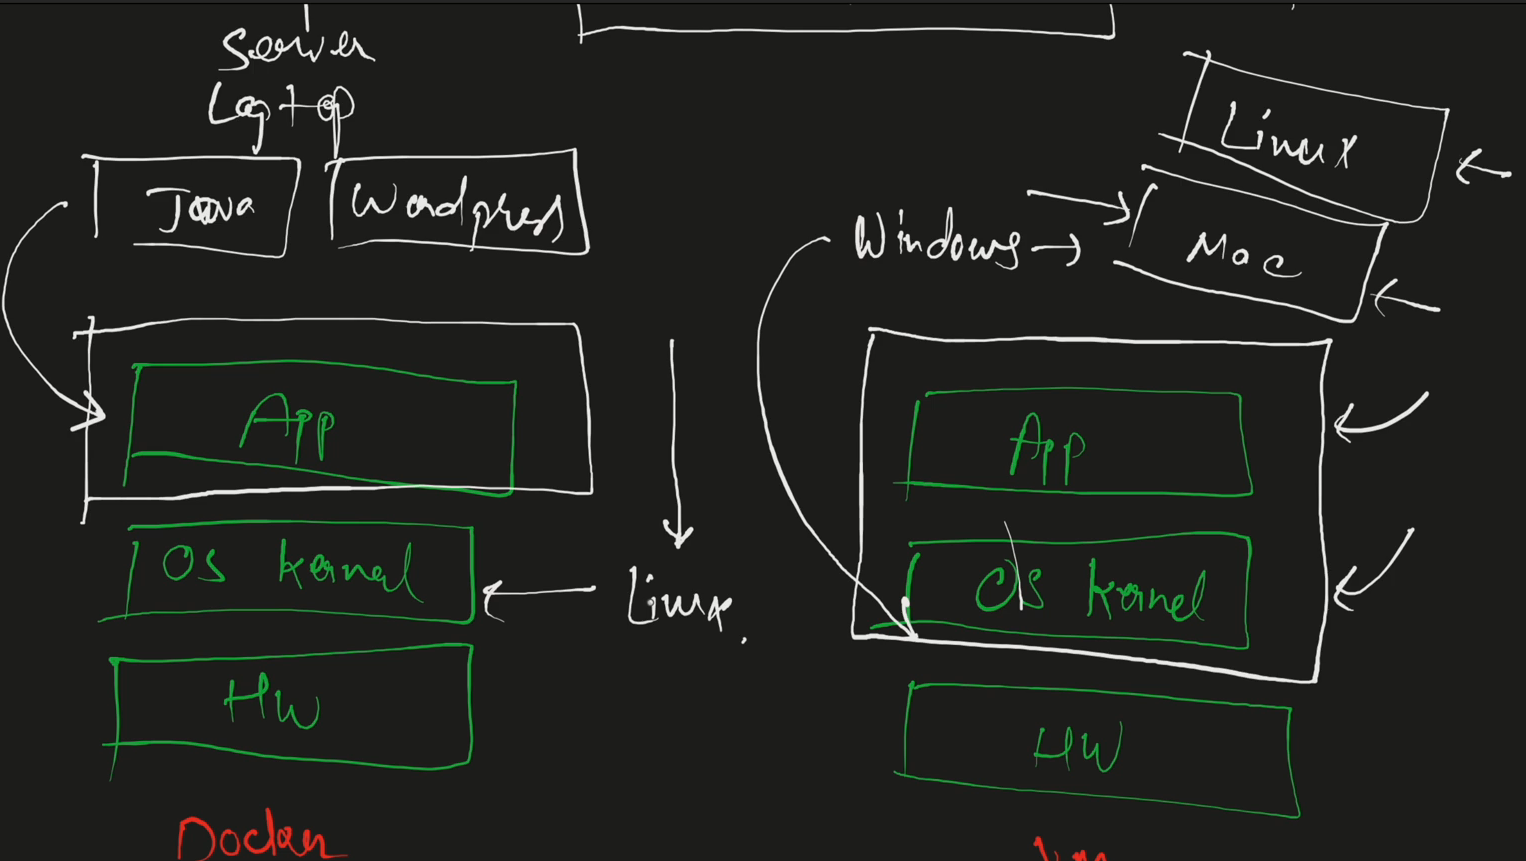 Server
Laptop
Java
Wordpress
App
OS kernel
HW
Docker
Linux.
Linux
Windows
Mac
App
OS kernel
HW